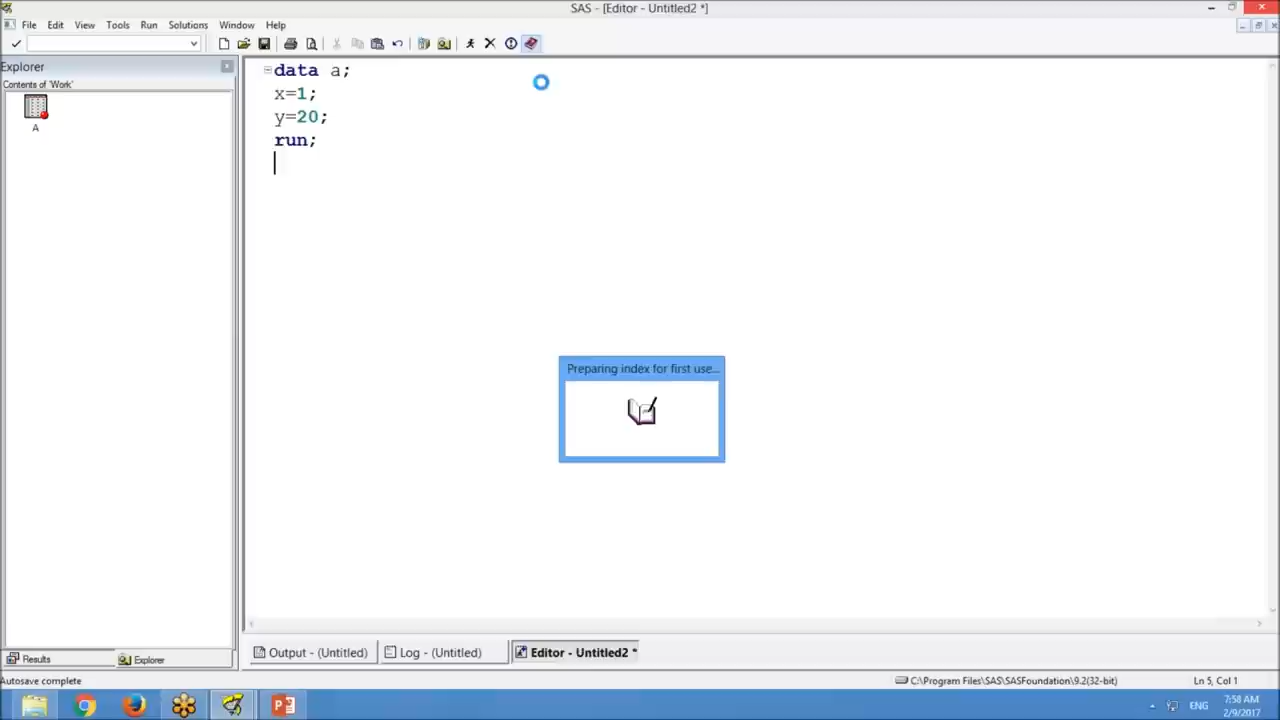 SAS - [Editor - Untitled2 *]
File Edit View Tools Run Solutions Window Help
Explorer
Contents of 'Work'
A
data a;
x=1;
y=20;
run;
Preparing index for first use...
Results
Explorer
Output - (Untitled)
Log - (Untitled)
Editor - Untitled2 *
Autosave complete
C:\Program Files\SAS\SASFoundation\9.2(32-bit)
Ln 5, Col 1
ENG
7:58 AM
2/9/2017